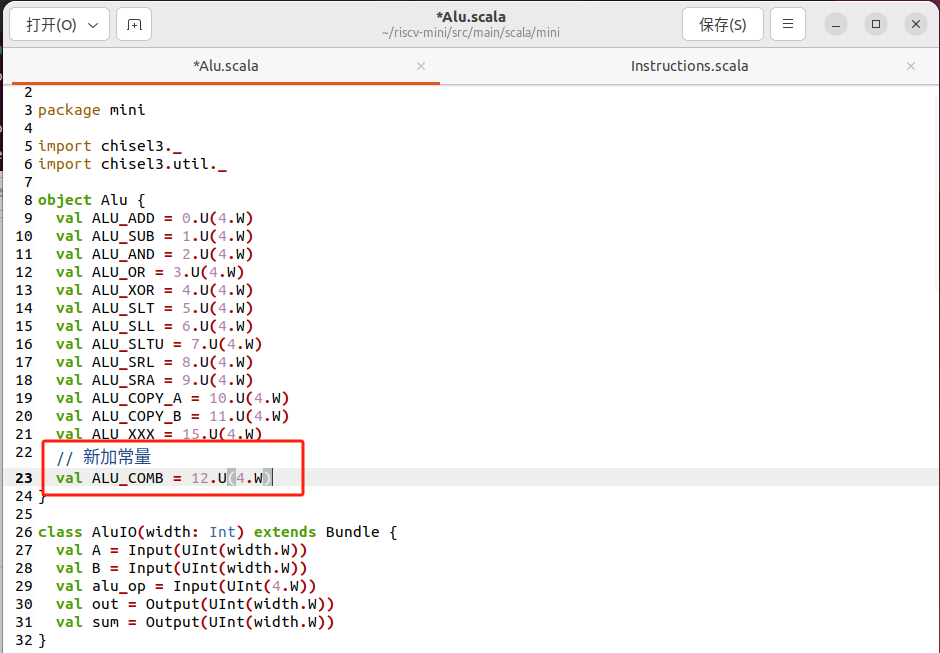 打开(O)
*Alu.scala
~/riscv-mini/src/main/scala/mini
保存(S)
*Alu.scala
Instructions.scala
2
3 package mini
4
5 import chisel3._
6 import chisel3.util._
7
8 object Alu {
9   val ALU_ADD = 0.U(4.W)
10   val ALU_SUB = 1.U(4.W)
11   val ALU_AND = 2.U(4.W)
12   val ALU_OR = 3.U(4.W)
13   val ALU_XOR = 4.U(4.W)
14   val ALU_SLT = 5.U(4.W)
15   val ALU_SLL = 6.U(4.W)
16   val ALU_SLTU = 7.U(4.W)
17   val ALU_SRL = 8.U(4.W)
18   val ALU_SRA = 9.U(4.W)
19   val ALU_COPY_A = 10.U(4.W)
20   val ALU_COPY_B = 11.U(4.W)
21   val ALU_XXX = 15.U(4.W)
22   // 新加常量
23   val ALU_COMB = 12.U(4.W)
24 }
25
26 class AluIO(width: Int) extends Bundle {
27   val A = Input(UInt(width.W))
28   val B = Input(UInt(width.W))
29   val alu_op = Input(UInt(4.W))
30   val out = Output(UInt(width.W))
31   val sum = Output(UInt(width.W))
32 }